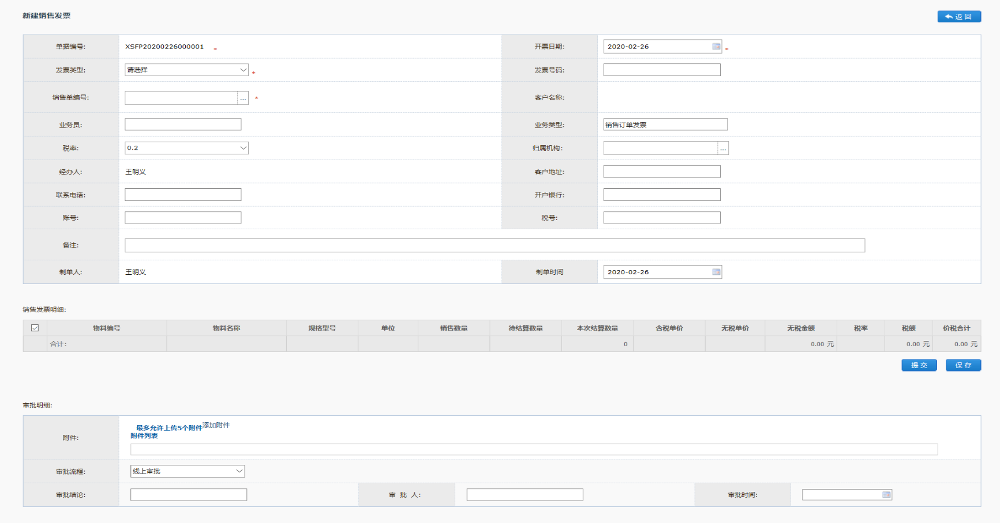 新建销售发票
返 回
单据编号: XSFP20200226000001 * 开票日期: 2020-02-26 *
发票类型: 请选择 * 发票号码:
销售单编号: ... * 客户名称:
业务员: 业务类型: 销售订单发票
税率: 0.2 归属机构: ...
经办人: 王明义 客户地址:
联系电话: 开户银行:
账号: 税号:
备注:
制单人: 王明义 制单时间 2020-02-26
销售发票明细:
物料编号 物料名称 规格型号 单位 销售数量 待结算数量 本次结算数量 含税单价 无税单价 无税金额 税率 税额 价税合计
合计: 0 0.00 元 0.00 元 0.00 元
提 交 保 存
审批明细:
附件: 最多允许上传5个附件添加附件
附件列表
审批流程: 线上审批
审批结论: 审 批 人: 审批时间: